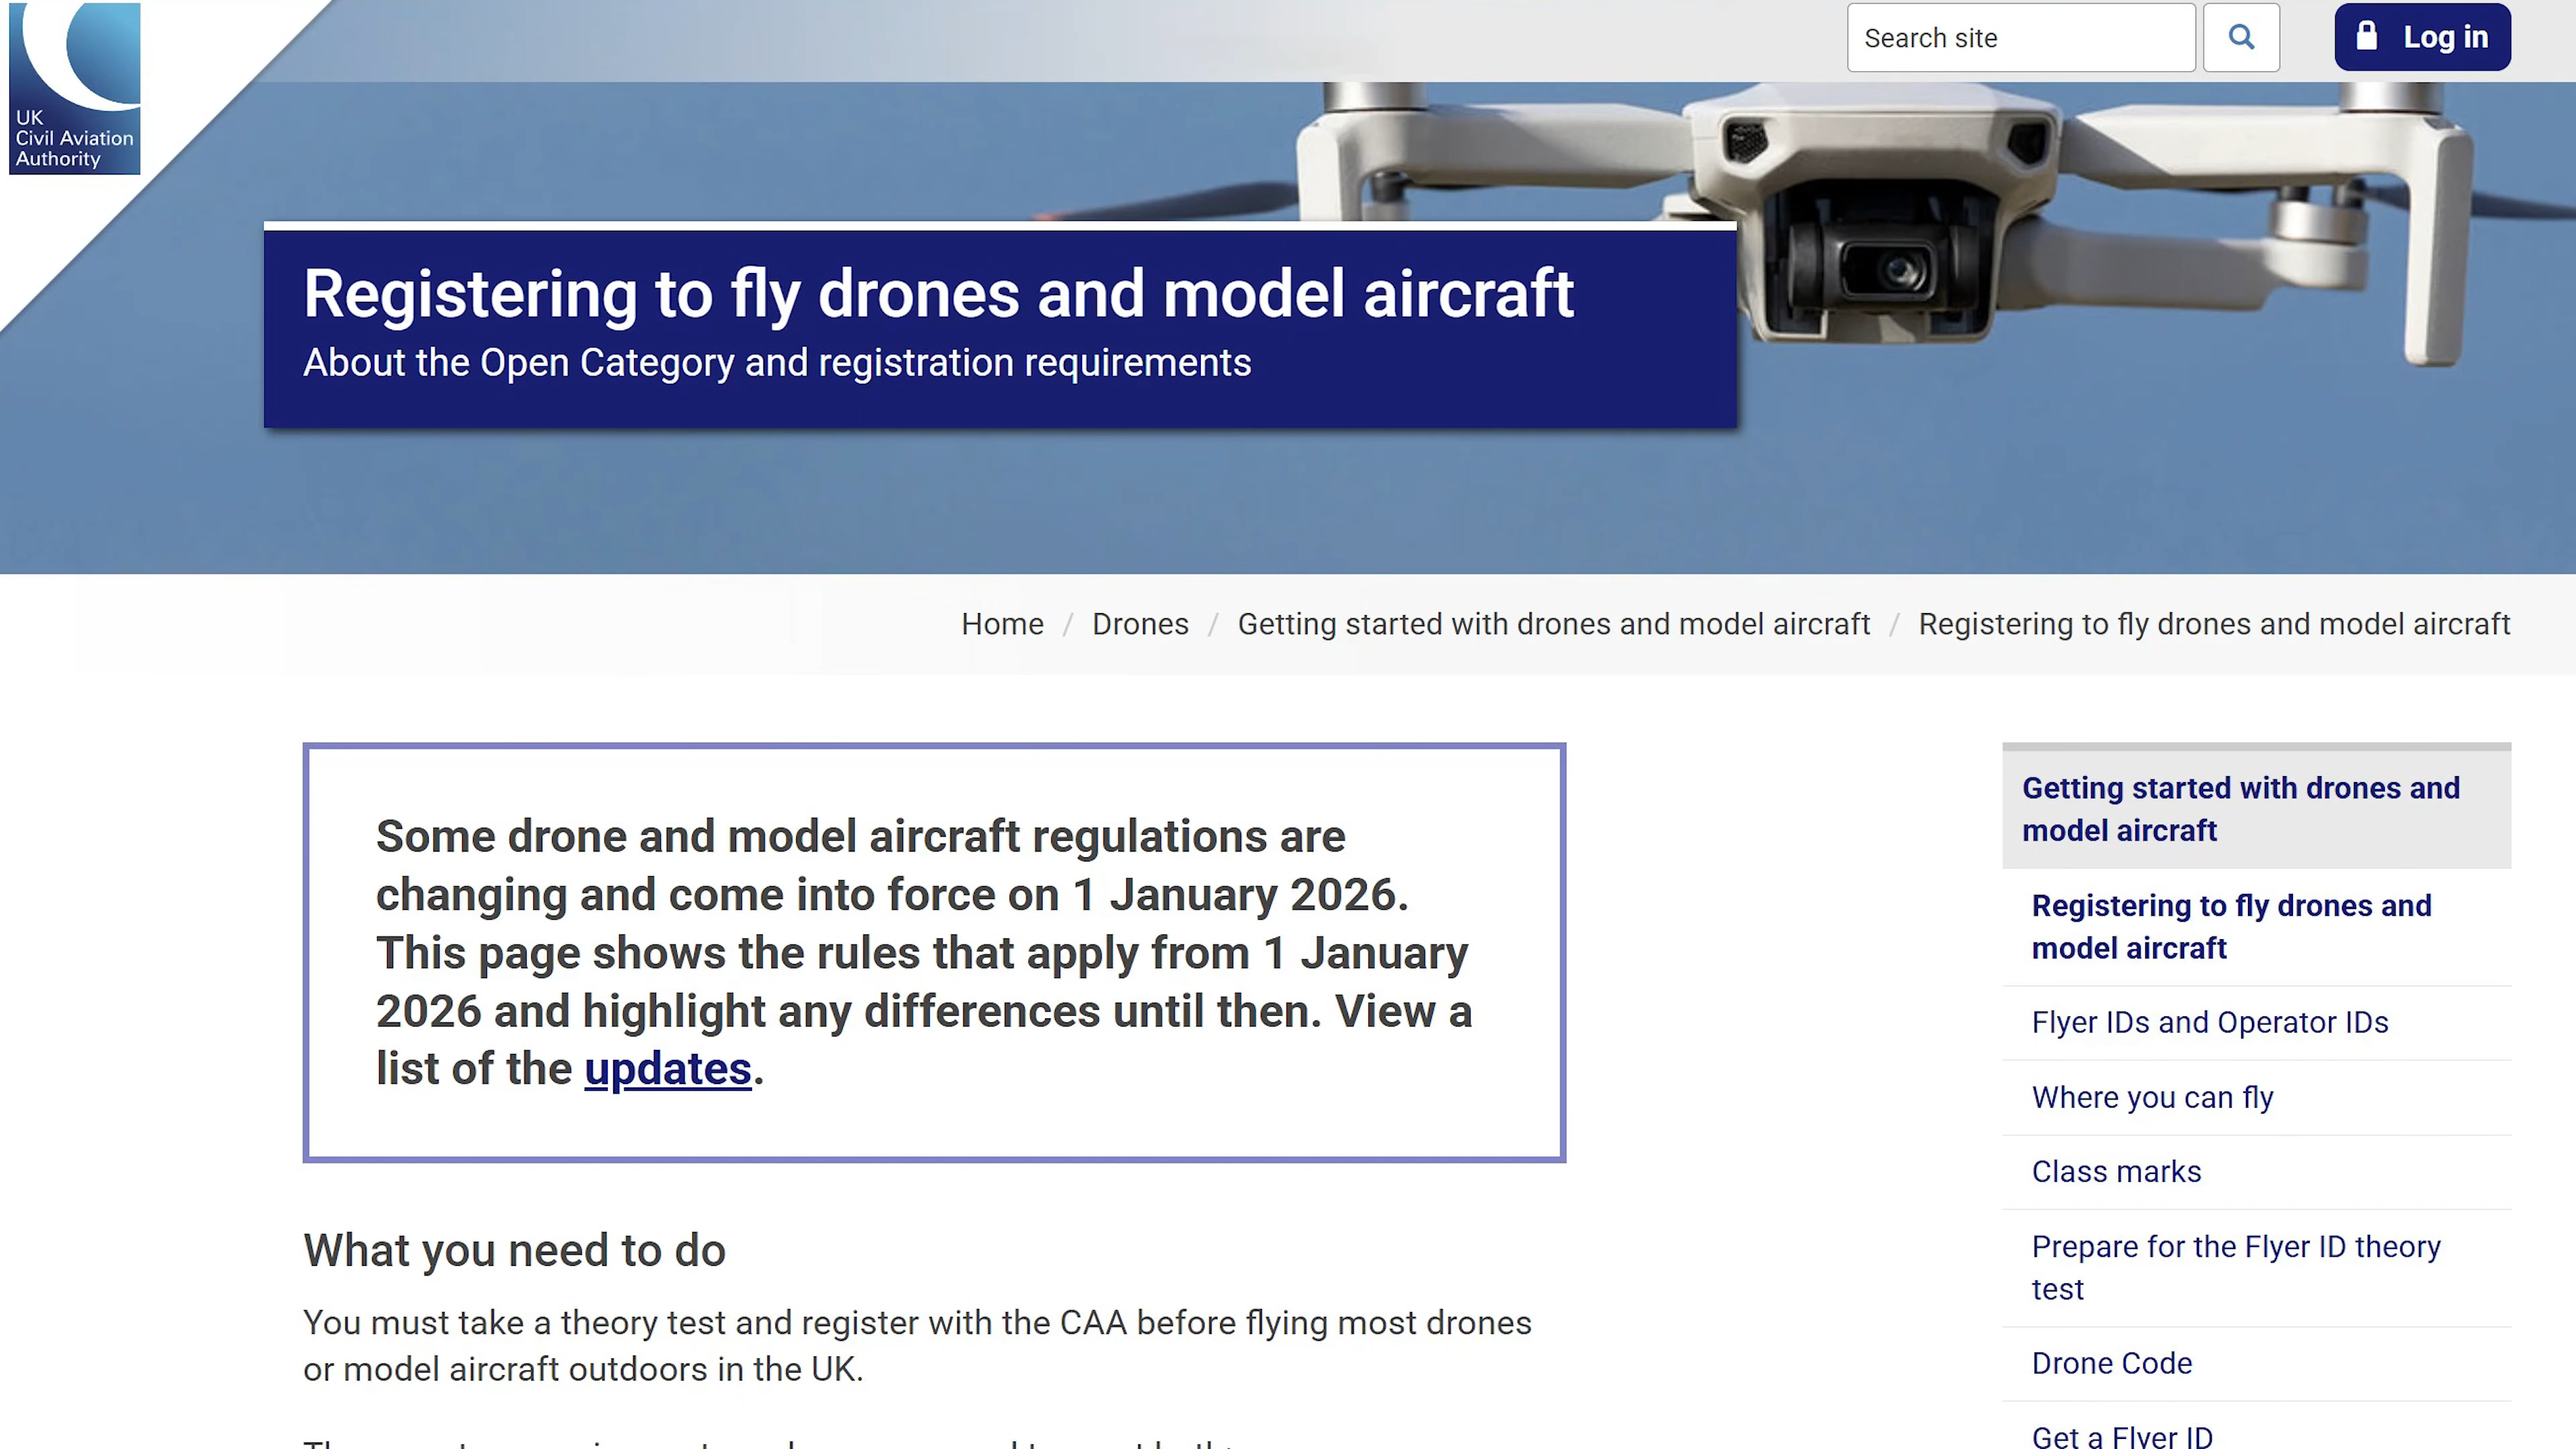 UK
Civil Aviation
Authority
Search site
Log in
Registering to fly drones and model aircraft
About the Open Category and registration requirements
Home / Drones / Getting started with drones and model aircraft / Registering to fly drones and model aircraft
Some drone and model aircraft regulations are
changing and come into force on 1 January 2026.
This page shows the rules that apply from 1 January
2026 and highlight any differences until then. View a
list of the updates.
What you need to do
You must take a theory test and register with the CAA before flying most drones
or model aircraft outdoors in the UK.
Getting started with drones and
model aircraft
Registering to fly drones and
model aircraft
Flyer IDs and Operator IDs
Where you can fly
Class marks
Prepare for the Flyer ID theory
test
Drone Code
Get a Flyer ID